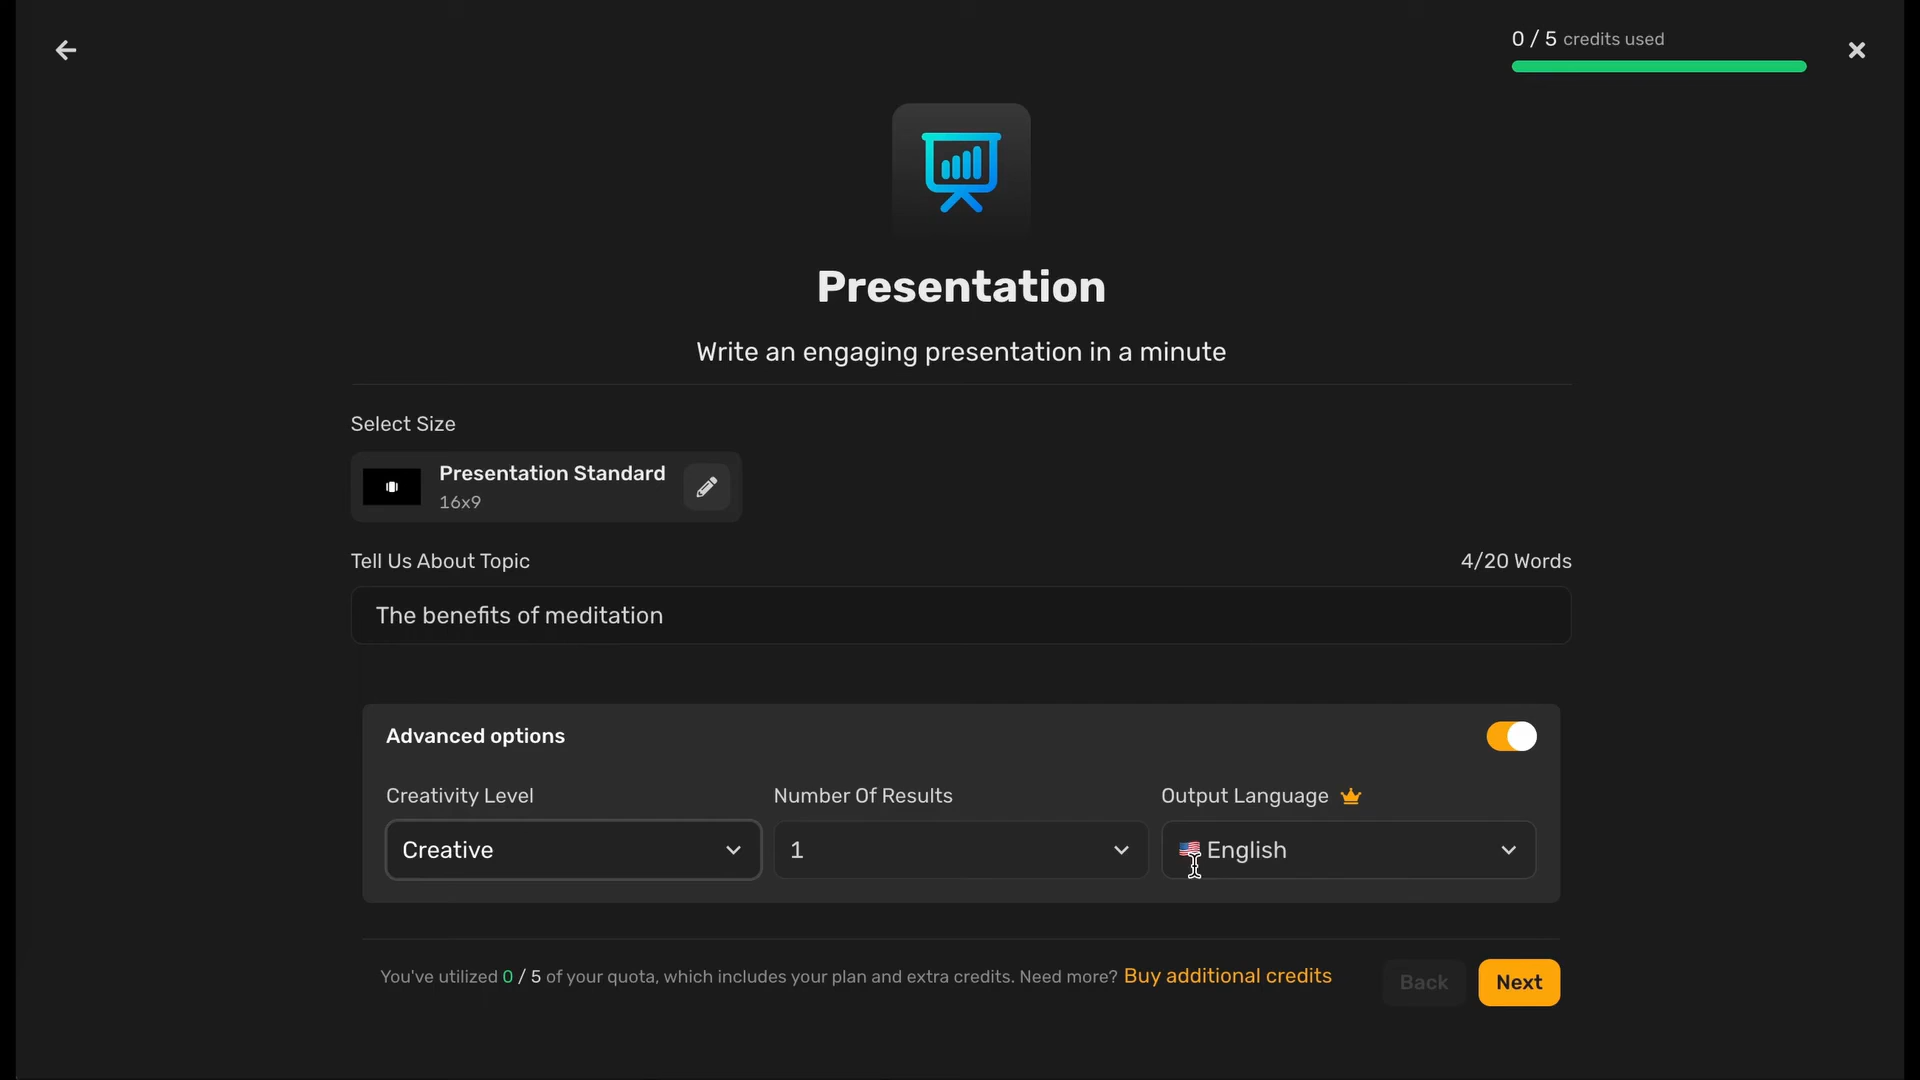 0 / 5 credits used
Presentation
Write an engaging presentation in a minute
Select Size
Presentation Standard
16x9
Tell Us About Topic
4/20 Words
The benefits of meditation
Advanced options
Creativity Level
Number Of Results
Output Language
Creative
1
English
You've utilized 0 / 5 of your quota, which includes your plan and extra credits. Need more? Buy additional credits
Back
Next